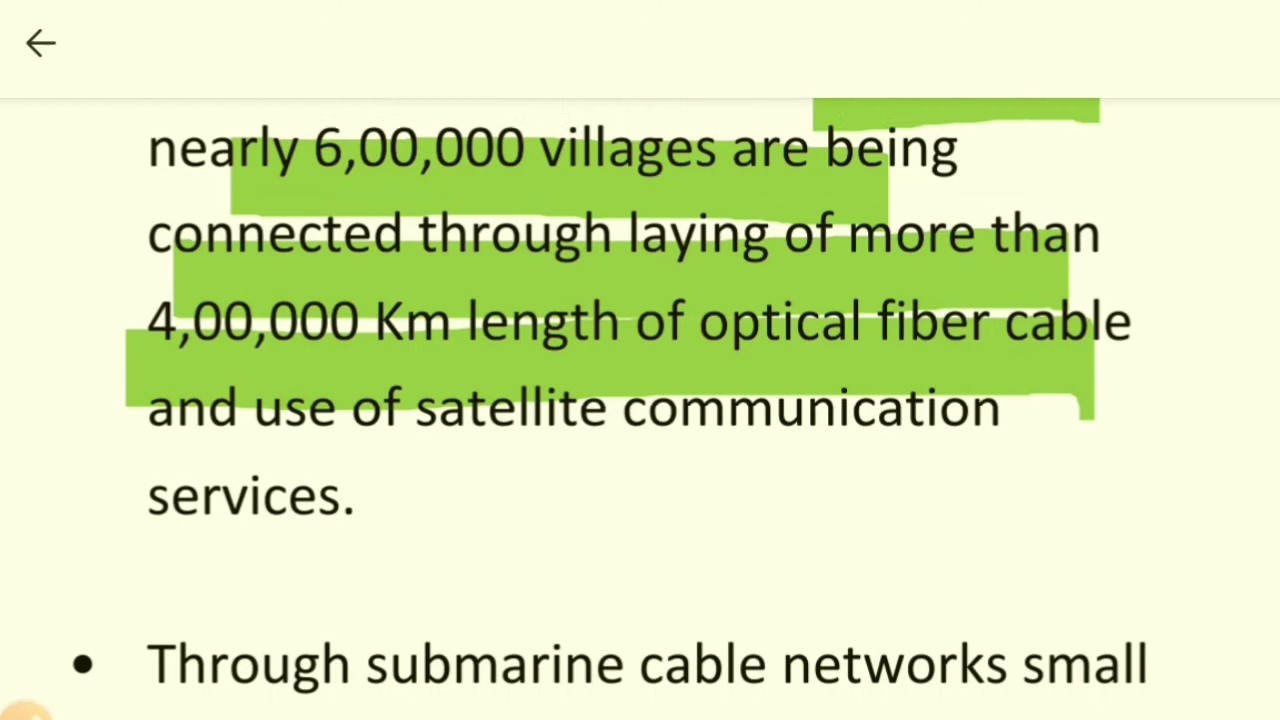 nearly 6,00,000 villages are being
connected through laying of more than
4,00,000 Km length of optical fiber cable
and use of satellite communication
services.
• Through submarine cable networks small